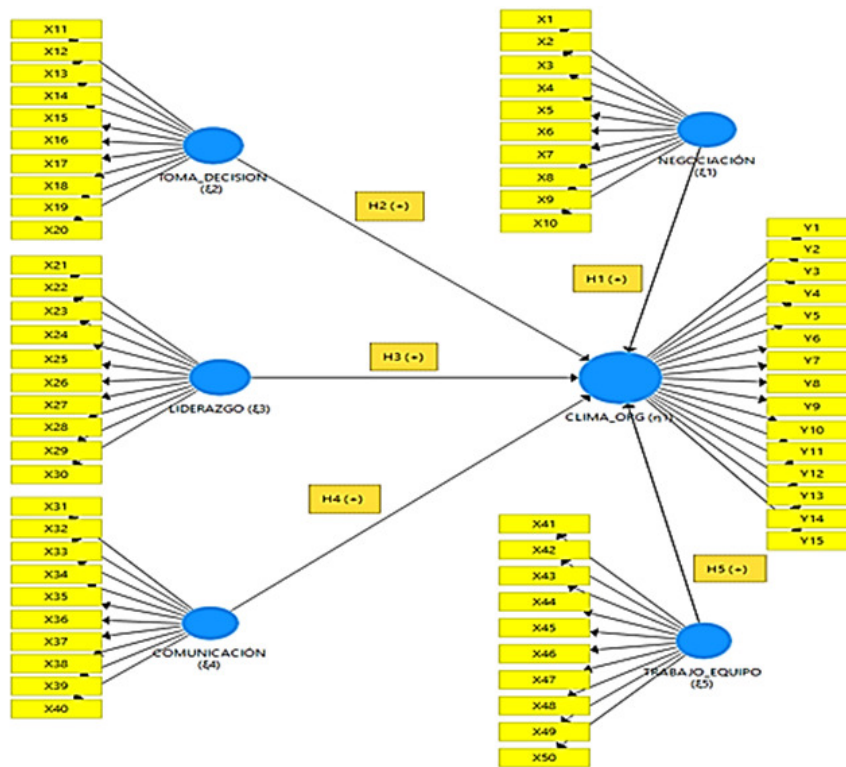 X11
X12
X13
X14
X15
X16
X17
X18
X19
X20
TOMA_DECISION
(ξ2)
H2 (+)
X1
X2
X3
X4
X5
X6
X7
X8
X9
X10
NEGOCIACIÓN
(ξ1)
H1 (+)
X21
X22
X23
X24
X25
X26
X27
X28
X29
X30
LIDERAZGO (ξ3)
H3 (+)
CLIMA_ORG (η1)
Y1
Y2
Y3
Y4
Y5
Y6
Y7
Y8
Y9
Y10
Y11
Y12
Y13
Y14
Y15
X31
X32
X33
X34
X35
X36
X37
X38
X39
X40
COMUNICACIÓN
(ξ4)
H4 (+)
X41
X42
X43
X44
X45
X46
X47
X48
X49
X50
TRABAJO_EQUIPO
(ξ5)
H5 (+)